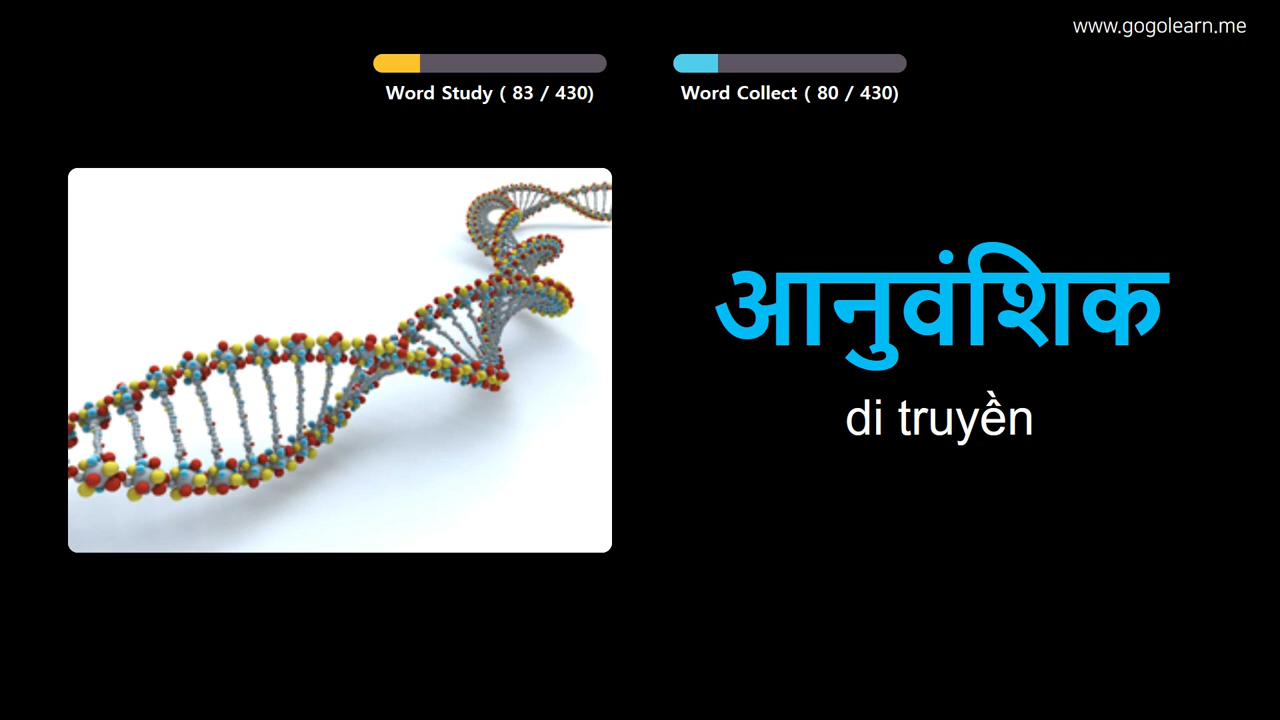 www.gogolearn.me
Word Study ( 83 / 430)
Word Collect ( 80 / 430)
आनुवंशिक
di truyền